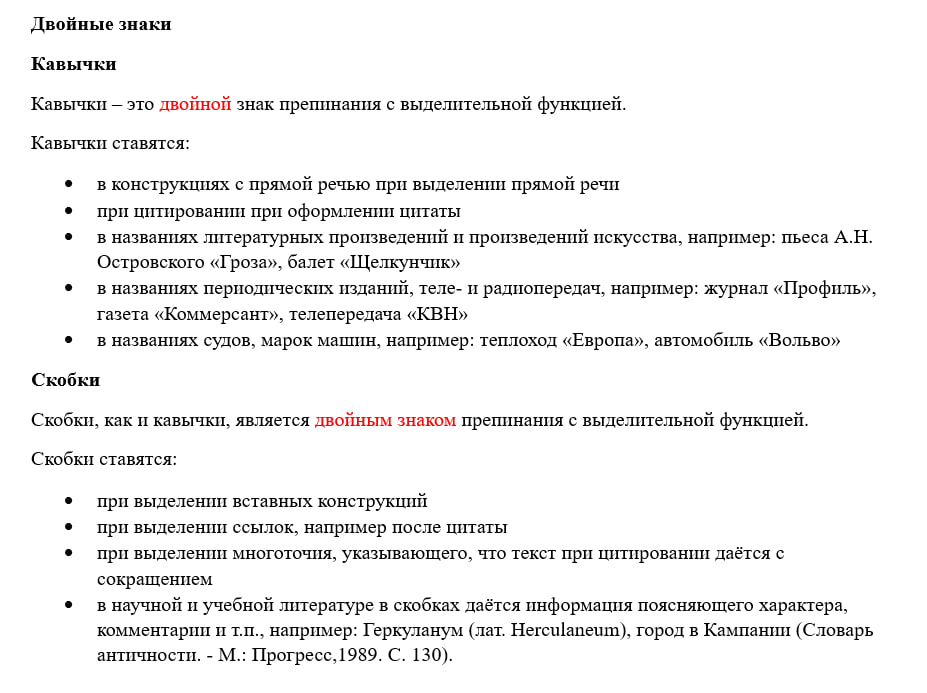 Двойные знаки
Кавычки
Кавычки – это двойной знак препинания с выделительной функцией.
Кавычки ставятся:
• в конструкциях с прямой речью при выделении прямой речи
• при цитировании при оформлении цитаты
• в названиях литературных произведений и произведений искусства, например: пьеса А.Н.
Островского «Гроза», балет «Щелкунчик»
• в названиях периодических изданий, теле- и радиопередач, например: журнал «Профиль»,
газета «Коммерсант», телепередача «КВН»
• в названиях судов, марок машин, например: теплоход «Европа», автомобиль «Вольво»
Скобки
Скобки, как и кавычки, является двойным знаком препинания с выделительной функцией.
Скобки ставятся:
• при выделении вставных конструкций
• при выделении ссылок, например после цитаты
• при выделении многоточия, указывающего, что текст при цитировании даётся с
сокращением
• в научной и учебной литературе в скобках даётся информация поясняющего характера,
комментарии и т.п., например: Геркуланум (лат. Herculaneum), город в Кампании (Словарь
античности. - М.: Прогресс,1989. С. 130).